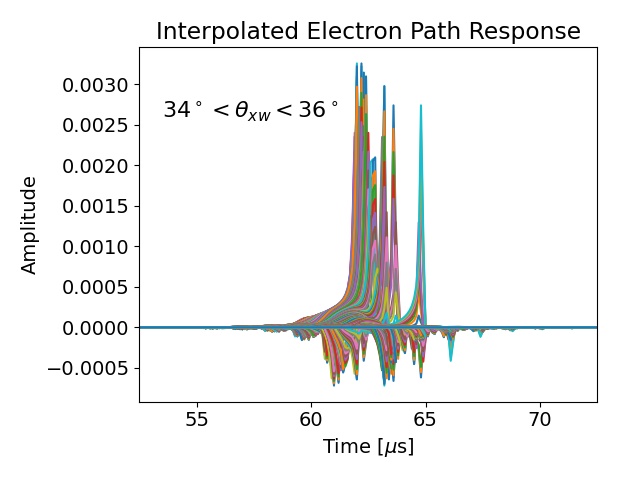 Interpolated Electron Path Response
34° < θxw < 36°
Amplitude
0.0030
0.0025
0.0020
0.0015
0.0010
0.0005
0.0000
−0.0005
55 60 65 70
Time [μs]